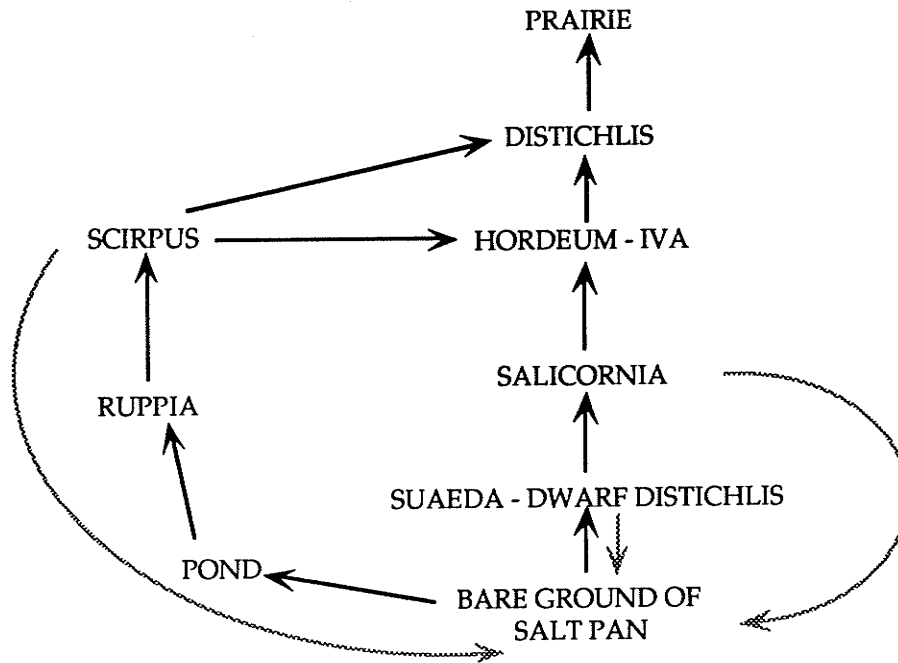 PRAIRIE
DISTICHLIS
SCIRPUS
HORDEUM - IVA
SALICORNIA
RUPPIA
SUAEDA - DWARF DISTICHLIS
POND
BARE GROUND OF
SALT PAN